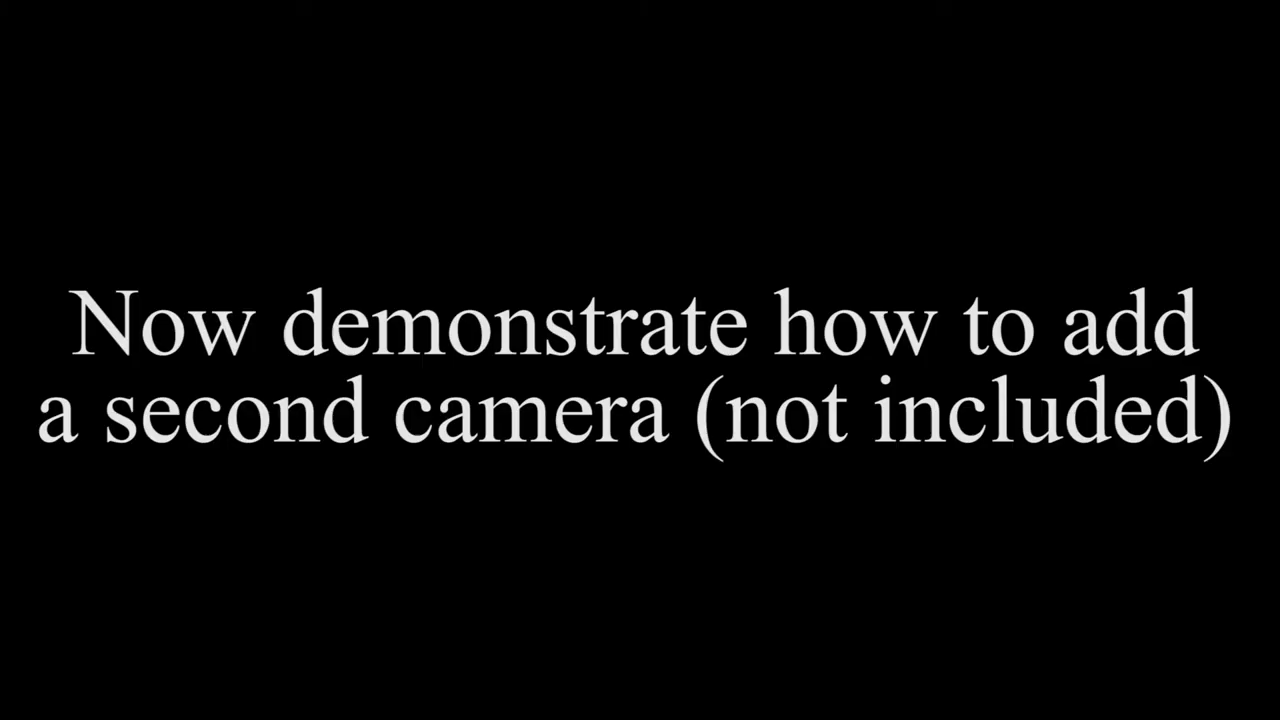 Now demonstrate how to add
a second camera (not included)